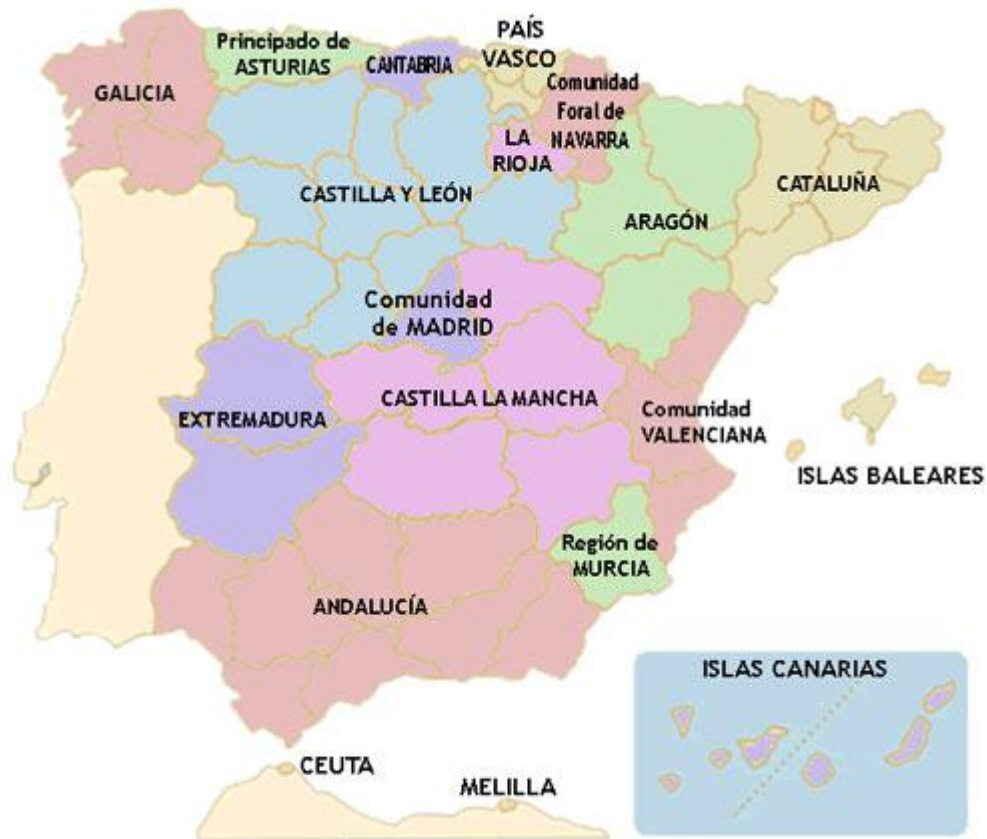 PAÍS
VASCO
Principado de
ASTURIAS
CANTABRIA
GALICIA
Comunidad
Foral de
NAVARRA
LA
RIOJA
CASTILLA Y LEÓN
CATALUÑA
ARAGÓN
Comunidad
de MADRID
CASTILLA LA MANCHA
EXTREMADURA
Comunidad
VALENCIANA
ISLAS BALEARES
Región de
MURCIA
ANDALUCÍA
ISLAS CANARIAS
CEUTA
MELILLA